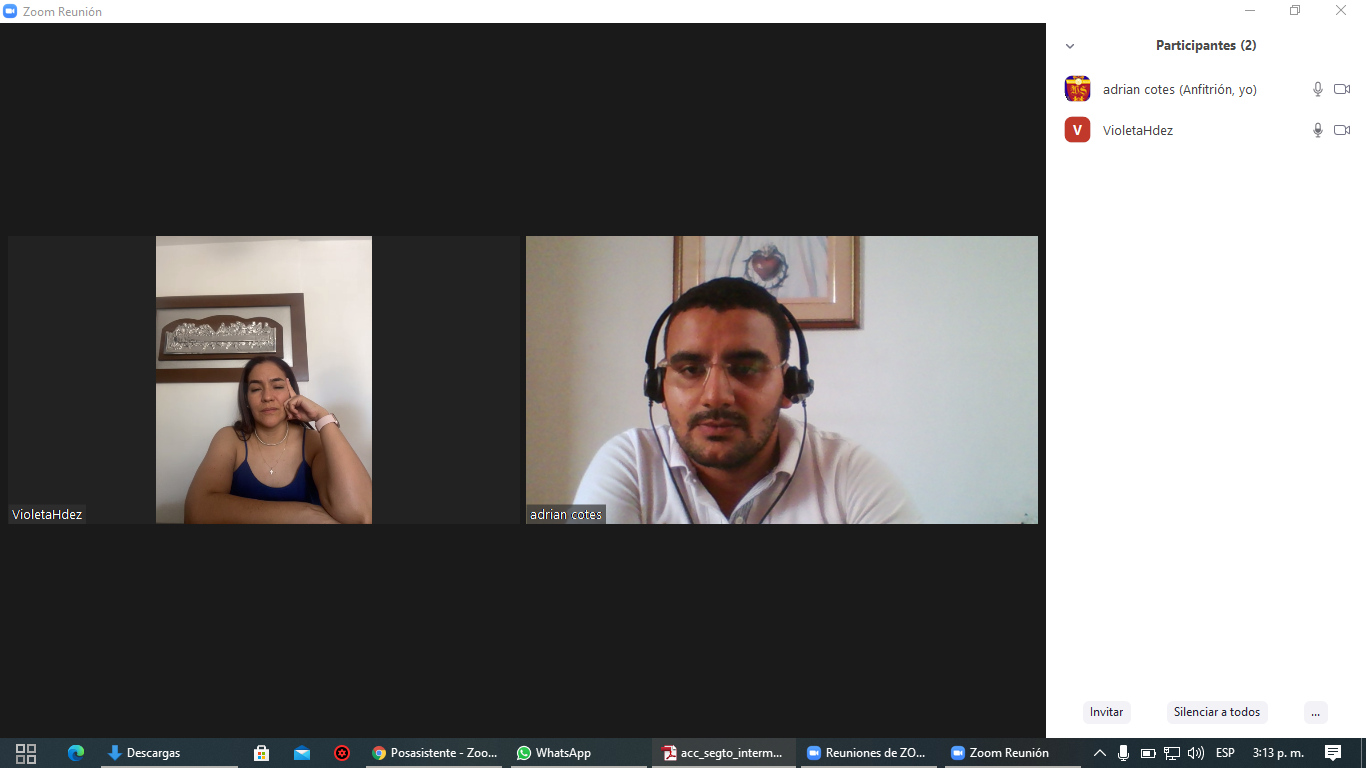 Zoom Reunión
Participantes (2)
adrian cotes (Anfitrión, yo)
V
VioletaHdez
VioletaHdez
adrian cotes
Invitar
Silenciar a todos
...
Descargas
Posasistente - Zoo...
WhatsApp
acc_segto_interm...
Reuniones de ZO...
Zoom Reunión
ESP
3:13 p. m.